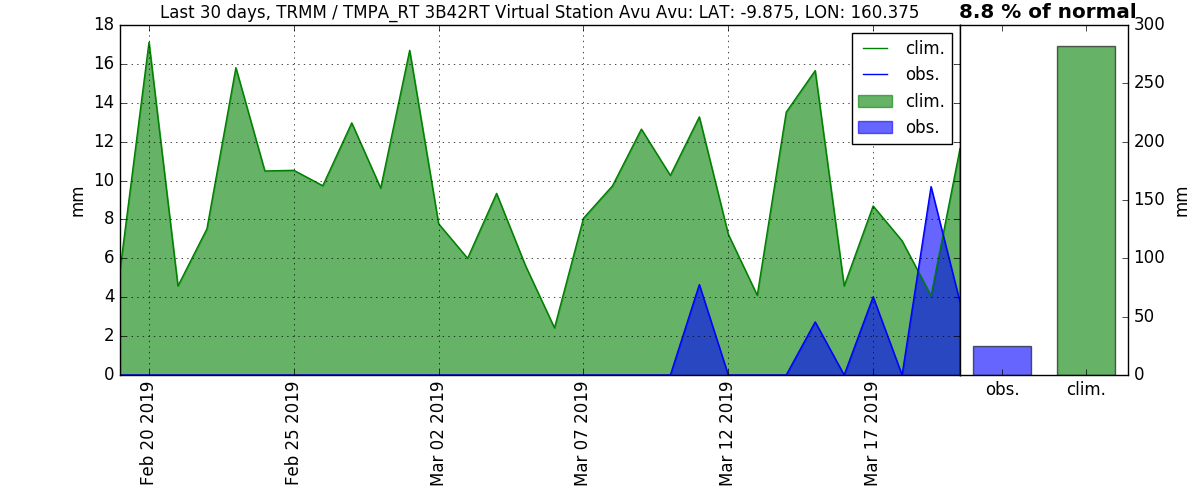 Last 30 days, TRMM / TMPA_RT 3B42RT Virtual Station Avu Avu: LAT: -9.875, LON: 160.375
8.8 % of normal
18
16
14
12
10
8
6
4
2
0
mm
clim.
obs.
clim.
obs.
Feb 20 2019
Feb 25 2019
Mar 02 2019
Mar 07 2019
Mar 12 2019
Mar 17 2019
300
250
200
150
100
50
0
mm
obs.
clim.